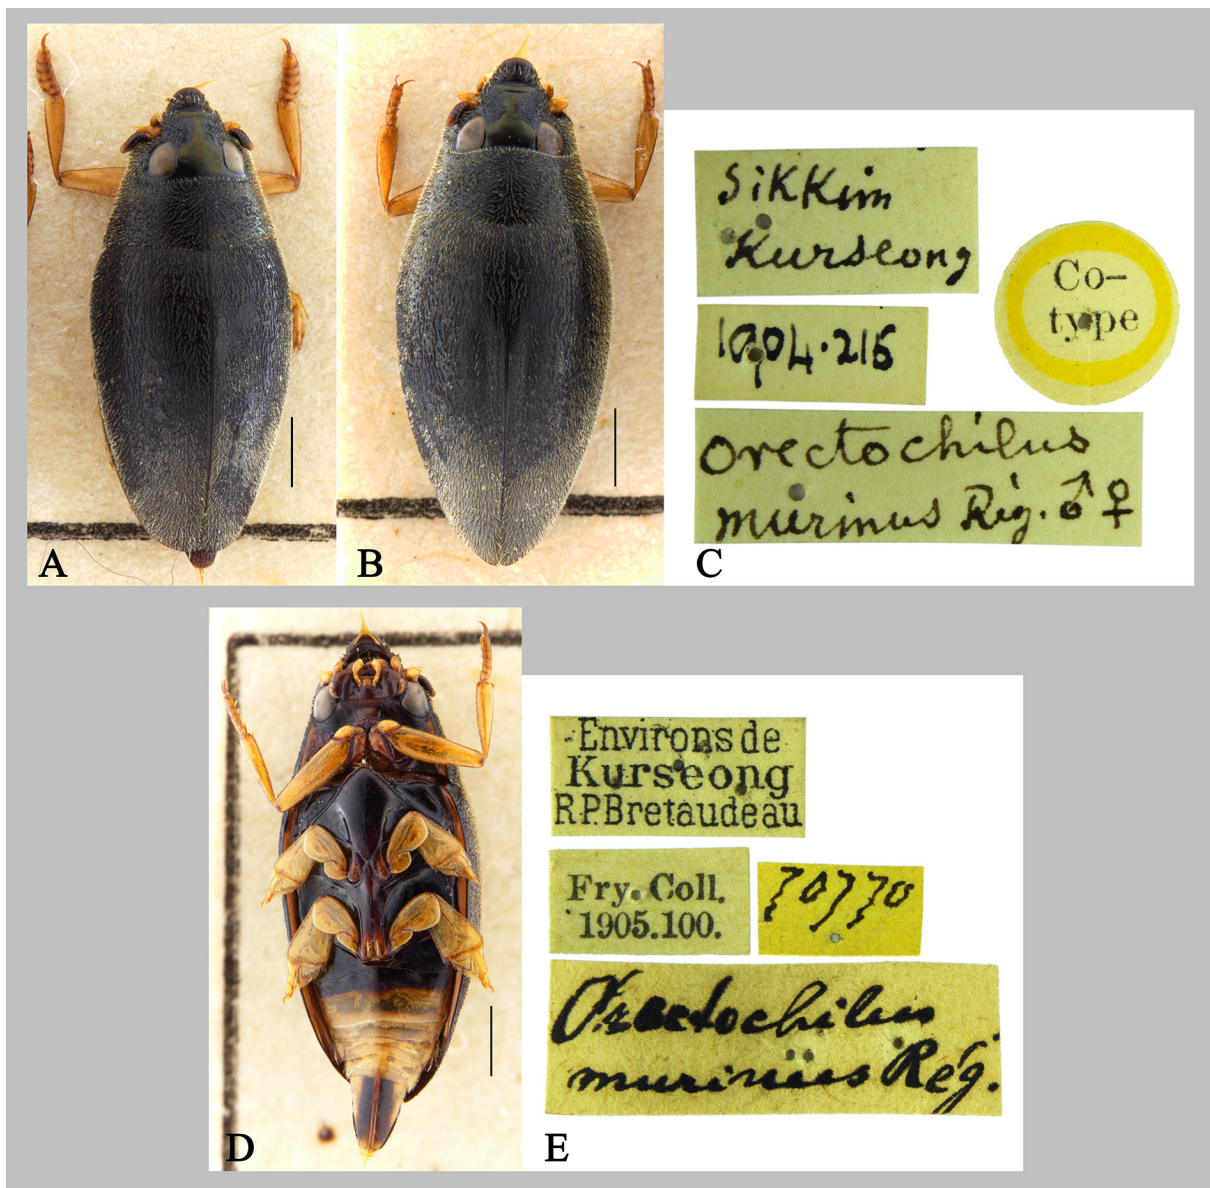 A
B
C
Sikkim
Kurseong
1904.216
Co-
type
Orectochilus
murinus Rég. ♂ ♀
D
E
Environs de
Kurseong
R.P.Bretaudeau
Fry. Coll.
1905.100.
70770
Orectochilus
murinus Rég.